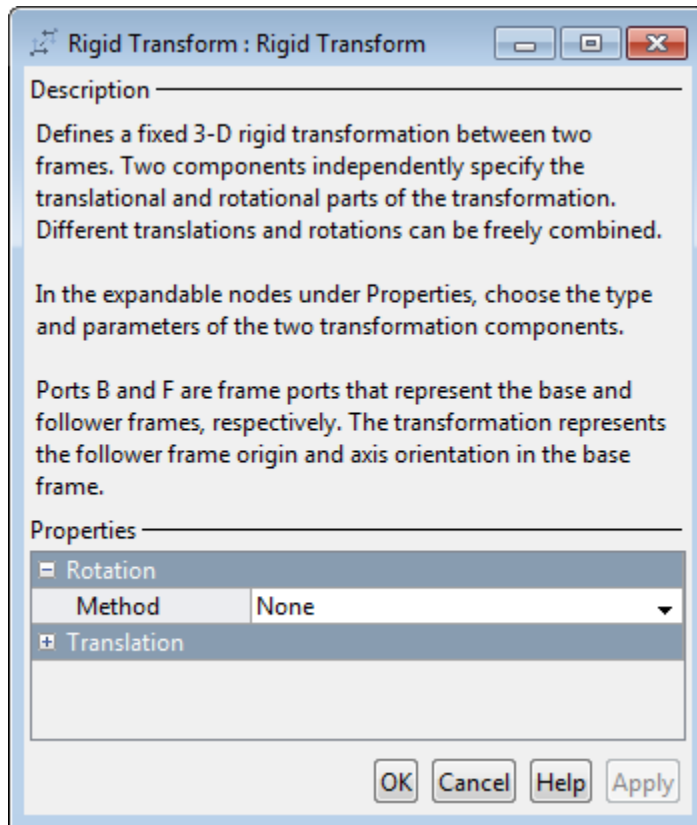 Rigid Transform : Rigid Transform
Description
Defines a fixed 3-D rigid transformation between two
frames. Two components independently specify the
translational and rotational parts of the transformation.
Different translations and rotations can be freely combined.
In the expandable nodes under Properties, choose the type
and parameters of the two transformation components.
Ports B and F are frame ports that represent the base and
follower frames, respectively. The transformation represents
the follower frame origin and axis orientation in the base
frame.
Properties
Rotation
Method None
Translation
OK Cancel Help Apply